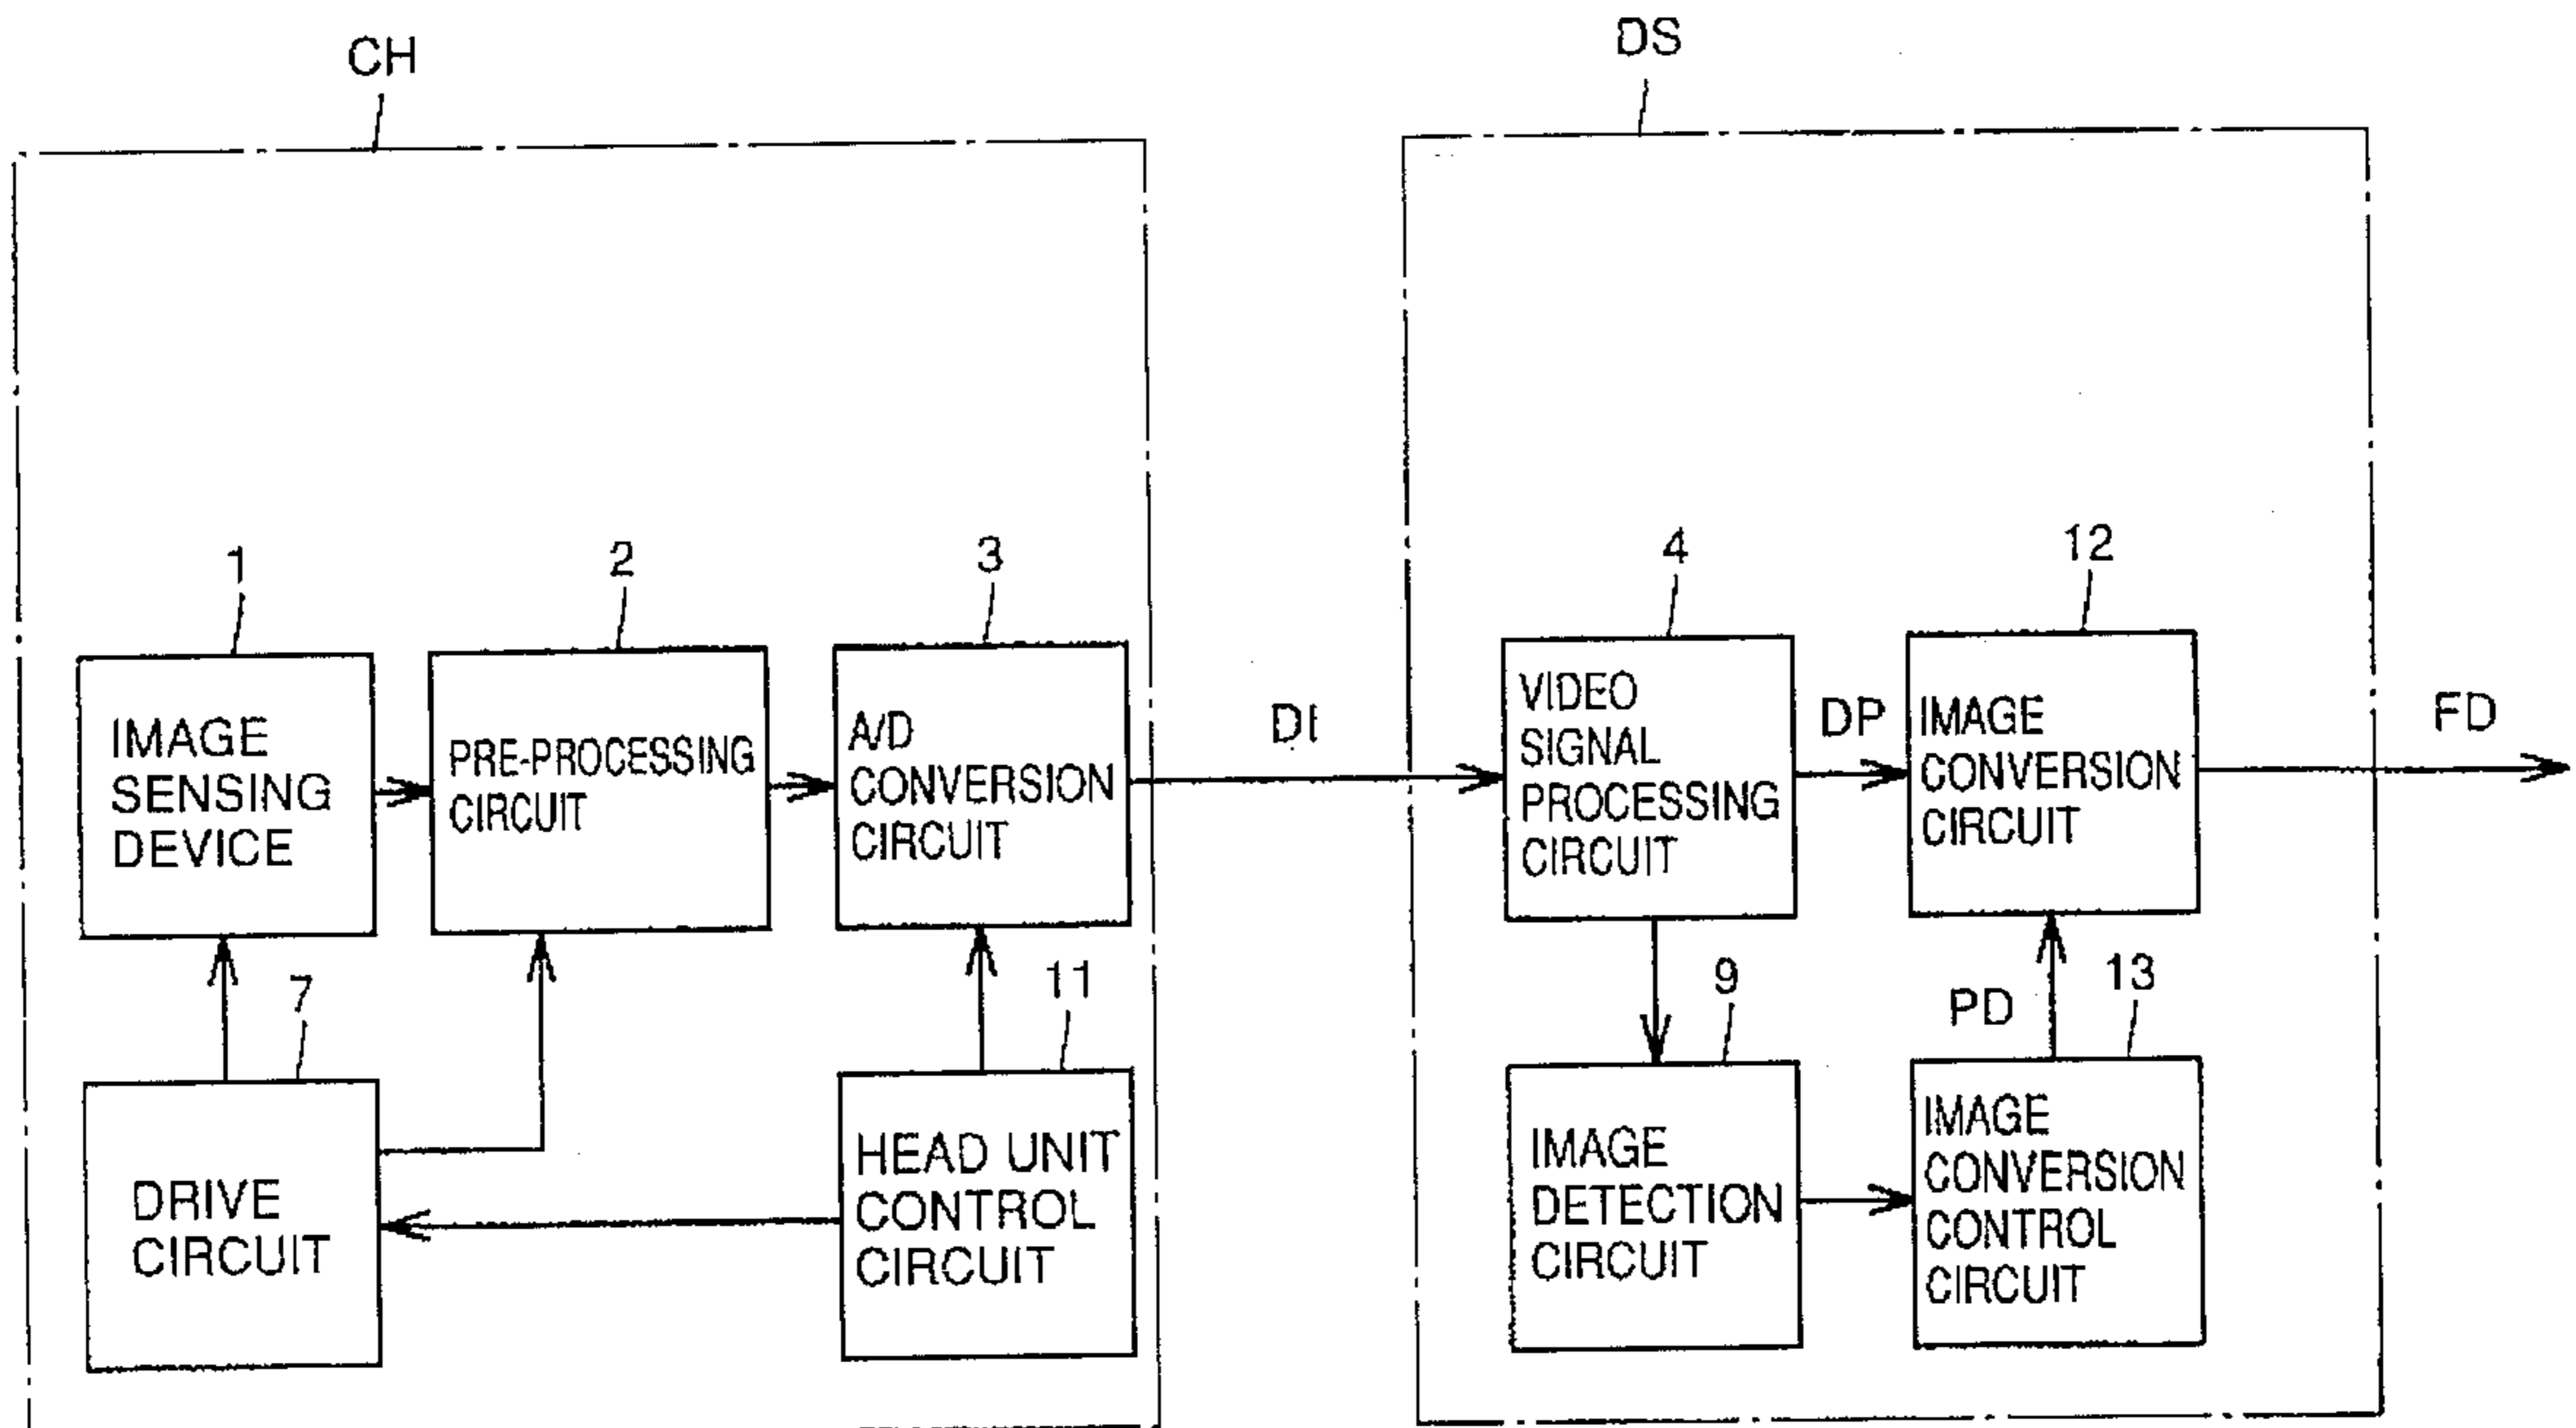 CH
DS
1
2
3
4
12
IMAGE
SENSING
DEVICE
PRE-PROCESSING
CIRCUIT
A/D
CONVERSION
CIRCUIT
DI
VIDEO
SIGNAL
PROCESSING
CIRCUIT
DP
IMAGE
CONVERSION
CIRCUIT
FD
7
11
9
PD
13
DRIVE
CIRCUIT
HEAD UNIT
CONTROL
CIRCUIT
IMAGE
DETECTION
CIRCUIT
IMAGE
CONVERSION
CONTROL
CIRCUIT